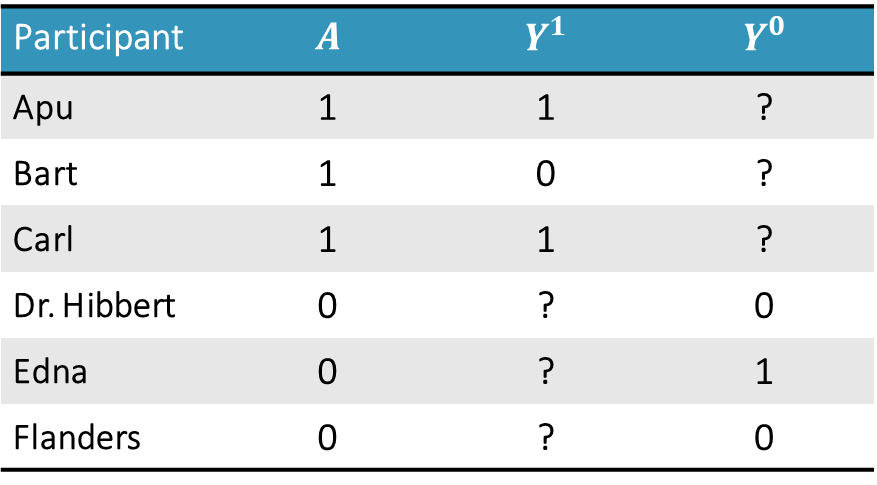 Participant A Y¹ Y⁰
Apu 1 1 ?
Bart 1 0 ?
Carl 1 1 ?
Dr. Hibbert 0 ? 0
Edna 0 ? 1
Flanders 0 ? 0